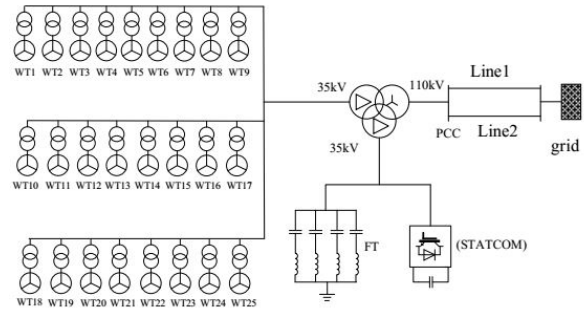 WT1 WT2 WT3 WT4 WT5 WT6 WT7 WT8 WT9
35kV
110kV
Line1
Line2
PCC
grid
35kV
WT10 WT11 WT12 WT13 WT14 WT15 WT16 WT17
FT
(STATCOM)
WT18 WT19 WT20 WT21 WT22 WT23 WT24 WT25